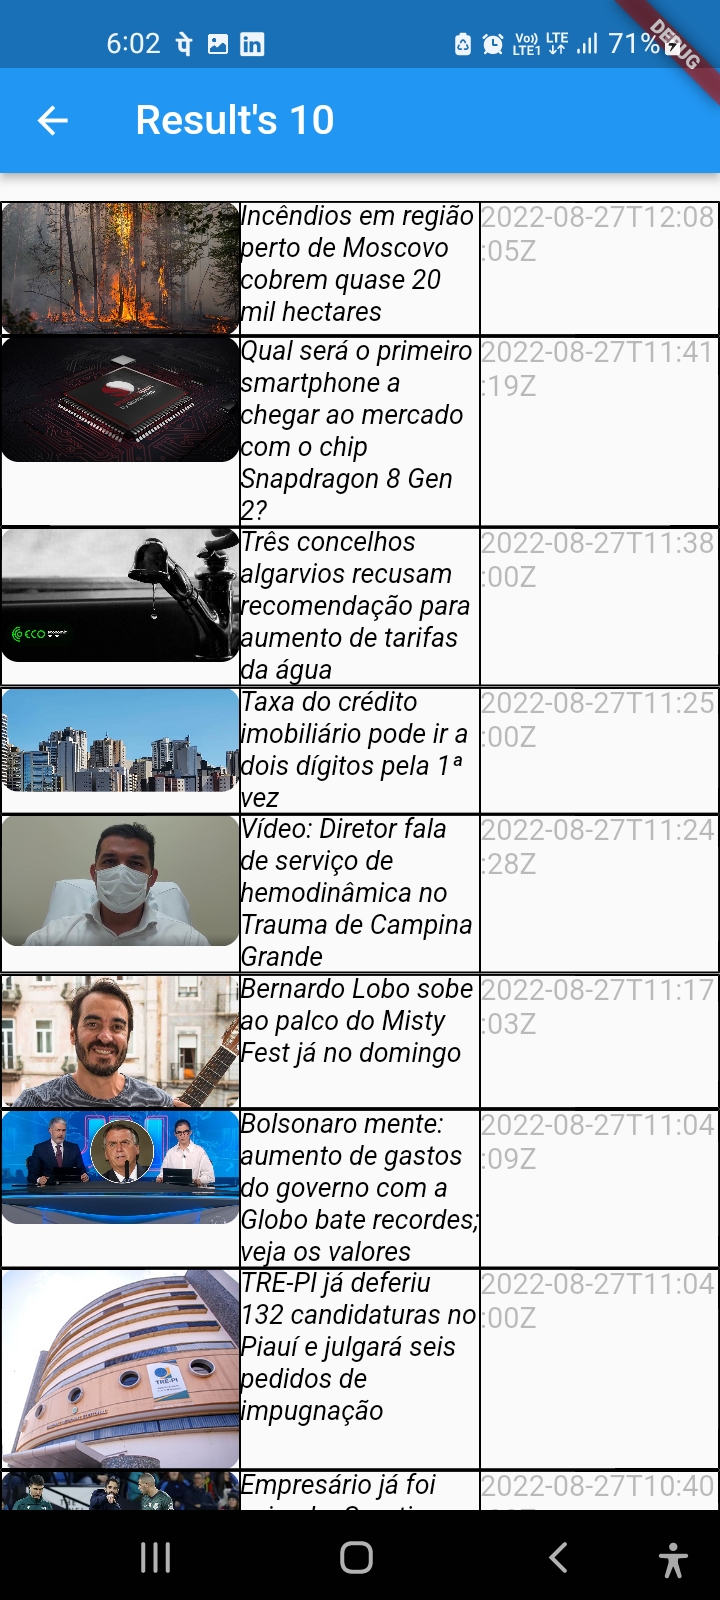 6:02 पे in Vo)) LTE1 LTE 71%
DEBUG
Result's 10
Incêndios em região
perto de Moscovo
cobrem quase 20
mil hectares
2022-08-27T12:08
:05Z
Qual será o primeiro
smartphone a
chegar ao mercado
com o chip
Snapdragon 8 Gen
2?
2022-08-27T11:41
:19Z
ECO
Três concelhos
algarvios recusam
recomendação para
aumento de tarifas
da água
2022-08-27T11:38
:00Z
Taxa do crédito
imobiliário pode ir a
dois dígitos pela 1ª
vez
2022-08-27T11:25
:00Z
Vídeo: Diretor fala
de serviço de
hemodinâmica no
Trauma de Campina
Grande
2022-08-27T11:24
:28Z
Bernardo Lobo sobe
ao palco do Misty
Fest já no domingo
2022-08-27T11:17
:03Z
Bolsonaro mente:
aumento de gastos
do governo com a
Globo bate recordes;
veja os valores
2022-08-27T11:04
:09Z
TRE-PI
TRE-PI já deferiu
132 candidaturas no
Piauí e julgará seis
pedidos de
impugnação
2022-08-27T11:04
:00Z
Empresário já foi
2022-08-27T10:40